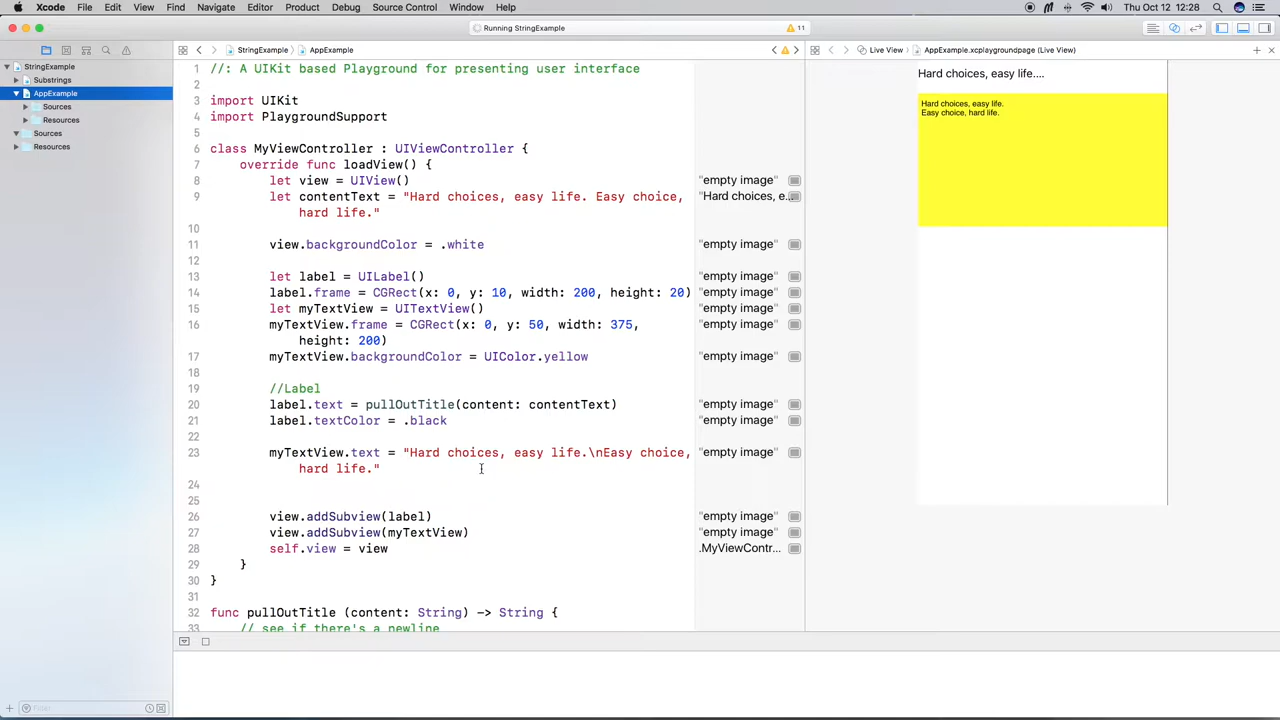 Xcode File Edit View Find Navigate Editor Product Debug Source Control Window Help Thu Oct 12 12:28
Running StringExample 11
StringExample AppExample Live View AppExample.xcplaygroundpage (Live View)
StringExample
Substrings
AppExample
Sources
Resources
Sources
Resources
Filter
1 //: A UIKit based Playground for presenting user interface
2
3 import UIKit
4 import PlaygroundSupport
5
6 class MyViewController : UIViewController {
7 override func loadView() {
8 let view = UIView()
9 let contentText = "Hard choices, easy life. Easy choice,
hard life."
10
11 view.backgroundColor = .white
12
13 let label = UILabel()
14 label.frame = CGRect(x: 0, y: 10, width: 200, height: 20)
15 let myTextView = UITextView()
16 myTextView.frame = CGRect(x: 0, y: 50, width: 375,
height: 200)
17 myTextView.backgroundColor = UIColor.yellow
18
19 //Label
20 label.text = pullOutTitle(content: contentText)
21 label.textColor = .black
22
23 myTextView.text = "Hard choices, easy life.\nEasy choice,
hard life."
24
25
26 view.addSubview(label)
27 view.addSubview(myTextView)
28 self.view = view
29 }
30 }
31
32 func pullOutTitle (content: String) -> String {
33 // see if there's a newline
"empty image"
"Hard choices, e...
"empty image"
"empty image"
"empty image"
"empty image"
"empty image"
"empty image"
"empty image"
"empty image"
"empty image"
"empty image"
"empty image"
.MyViewContr...
Hard choices, easy life....
Hard choices, easy life.
Easy choice, hard life.